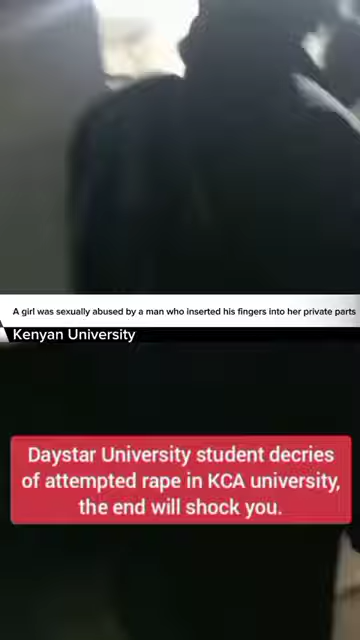 A girl was sexually abused by a man who inserted his fingers into her private parts
Kenyan University
Daystar University student decries
of attempted rape in KCA university,
the end will shock you.